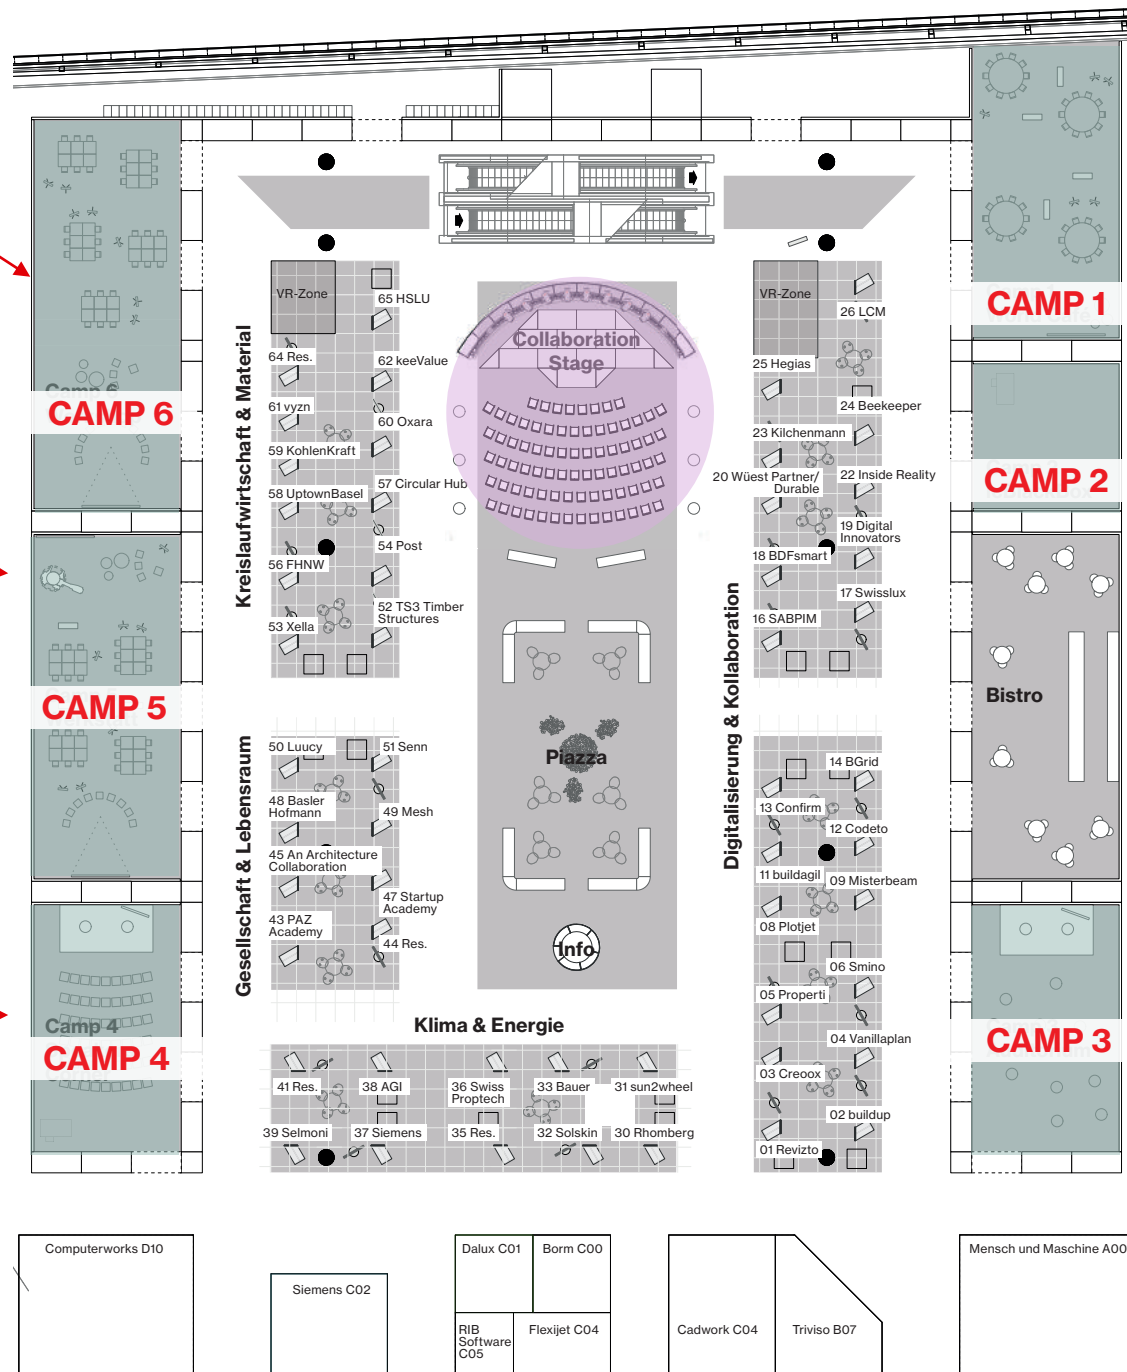 CAMP 1
CAMP 2
Bistro
CAMP 3
Camp 6
CAMP 6
CAMP 5
Camp 4
CAMP 4
Kreislaufwirtschaft & Material
VR-Zone
65 HSLU
64 Res.
62 keeValue
61 vyzn
60 Oxara
59 KohlenKraft
58 UptownBasel
57 Circular Hub
54 Post
56 FHNW
52 TS3 Timber
Structures
53 Xella
Gesellschaft & Lebensraum
50 Luucy
51 Senn
48 Basler
Hofmann
49 Mesh
45 An Architecture
Collaboration
47 Startup
Academy
43 PAZ
Academy
44 Res.
Collaboration
Stage
Piazza
Info
Digitalisierung & Kollaboration
VR-Zone
26 LCM
25 Hegias
24 Beekeeper
23 Kilchenmann
20 Wüest Partner/
Durable
22 Inside Reality
19 Digital
Innovators
18 BDFsmart
17 Swisslux
16 SABPIM
14 BGrid
13 Confirm
12 Codeto
11 buildagil
09 Misterbeam
08 Plotjet
06 Smino
05 Properti
04 Vanillaplan
03 Creoox
02 buildup
01 Revizto
Klima & Energie
41 Res.
38 AGI
36 Swiss
Proptech
33 Bauer
31 sun2wheel
39 Selmoni
37 Siemens
35 Res.
32 Solskin
30 Rhomberg
Computerworks D10
Siemens C02
Dalux C01
Borm C00
RIB
Software
C05
Flexijet C04
Cadwork C04
Triviso B07
Mensch und Maschine A00